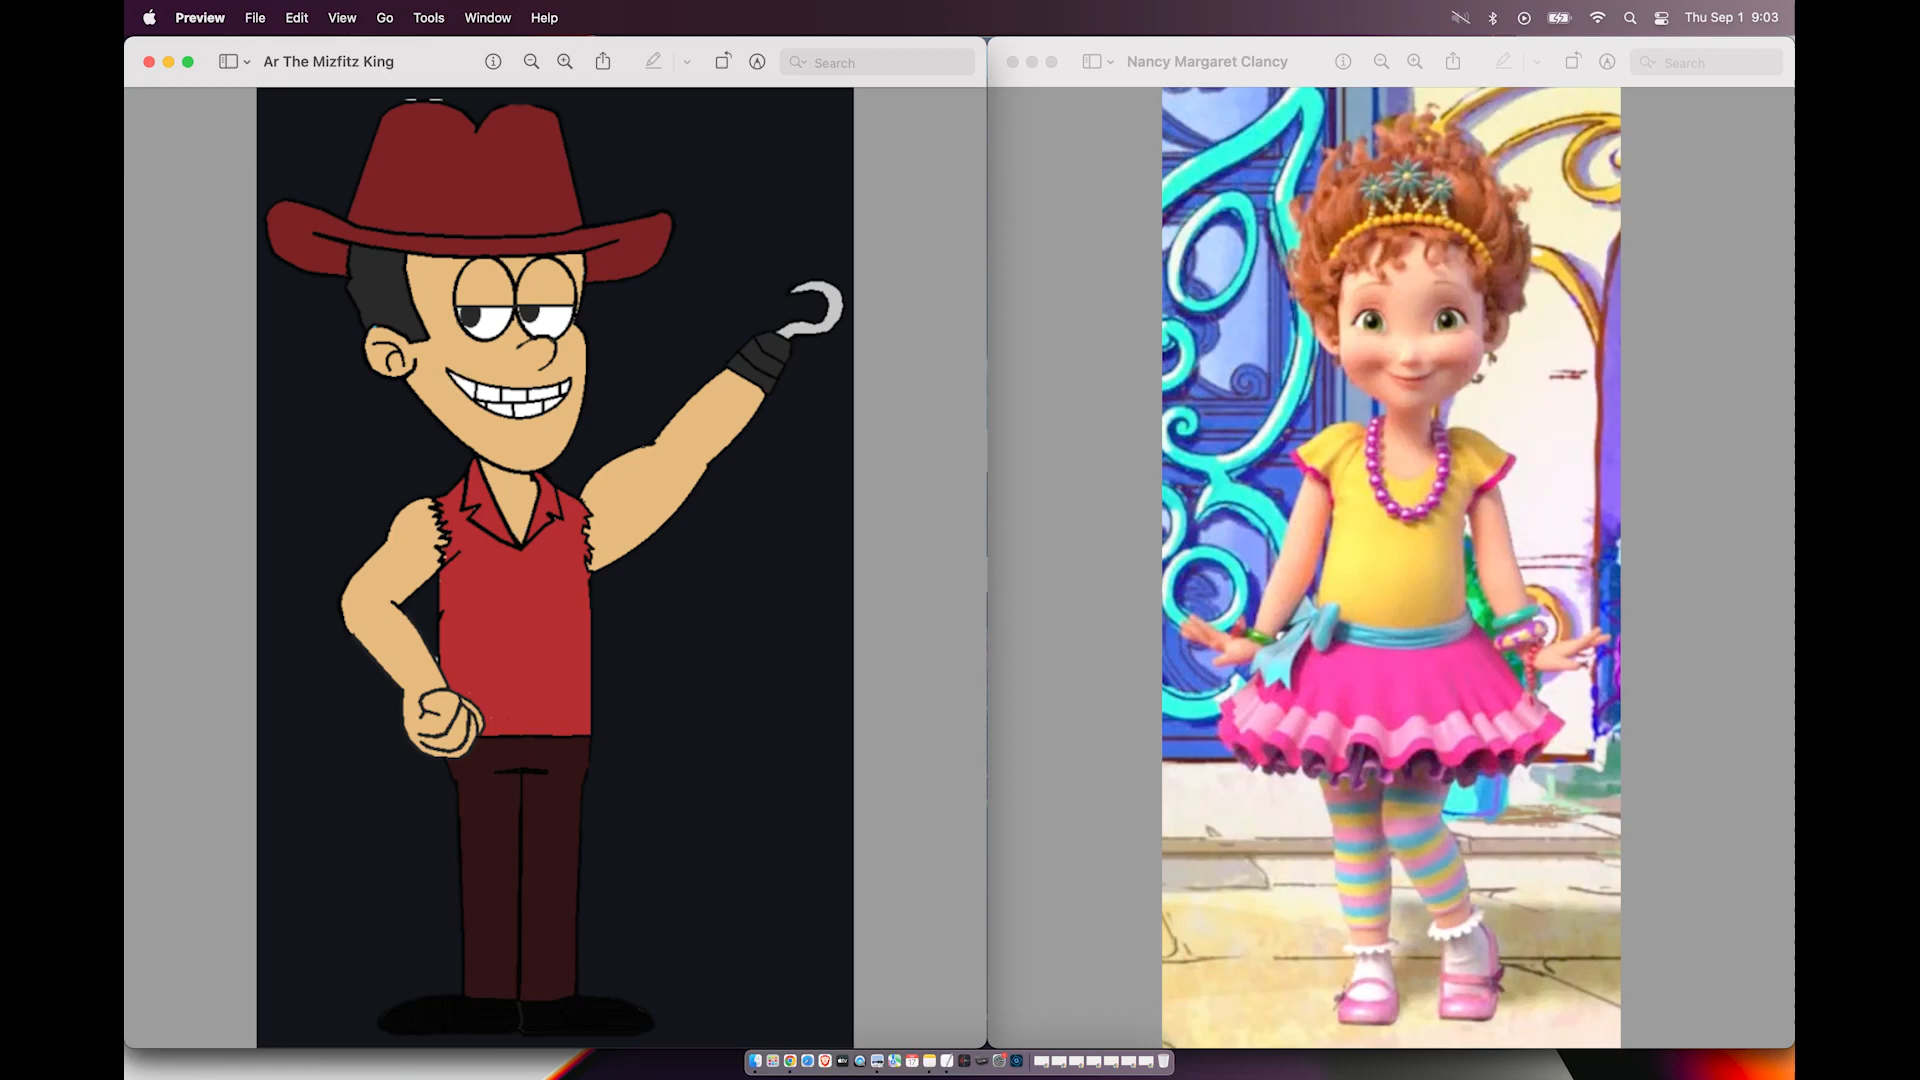 Preview File Edit View Go Tools Window Help Thu Sep 1 9:03
Ar The Mizfitz King Search
Nancy Margaret Clancy Search